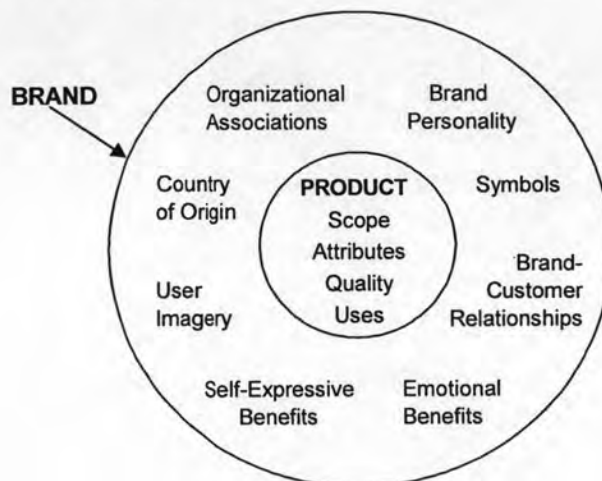 BRAND
Organizational
Associations
Brand
Personality
Country
of Origin
PRODUCT
Scope
Attributes
Quality
Uses
Symbols
User
Imagery
Brand-
Customer
Relationships
Self-Expressive
Benefits
Emotional
Benefits